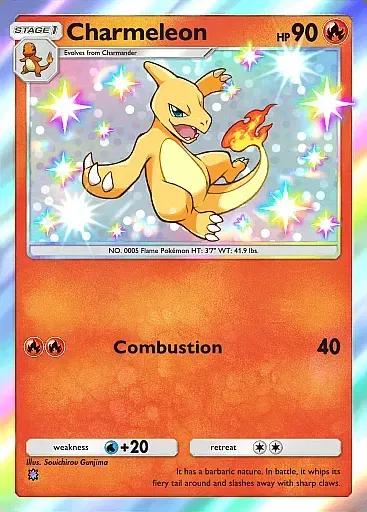 STAGE 1
Charmeleon
HP 90
Evolves from Charmander
NO. 0005 Flame Pokémon HT: 3'7" WT: 41.9 lbs.
Combustion 40
weakness +20 retreat
Illus. Souichirou Gunjima
It has a barbaric nature. In battle, it whips its
fiery tail around and slashes away with sharp claws.